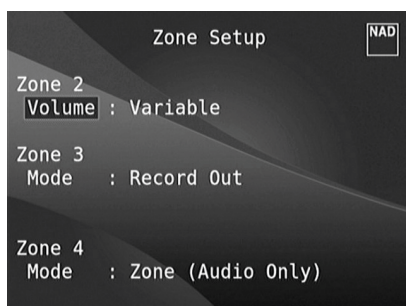 Zone Setup
NAD
Zone 2
Volume : Variable
Zone 3
Mode : Record Out
Zone 4
Mode : Zone (Audio Only)